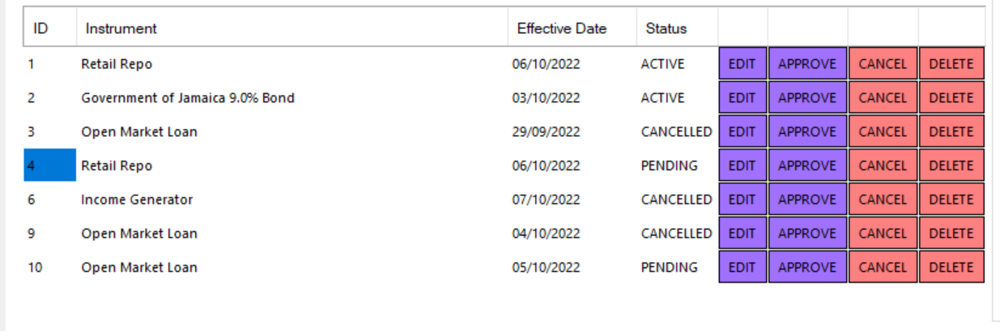 ID Instrument Effective Date Status
1 Retail Repo 06/10/2022 ACTIVE EDIT APPROVE CANCEL DELETE
2 Government of Jamaica 9.0% Bond 03/10/2022 ACTIVE EDIT APPROVE CANCEL DELETE
3 Open Market Loan 29/09/2022 CANCELLED EDIT APPROVE CANCEL DELETE
4 Retail Repo 06/10/2022 PENDING EDIT APPROVE CANCEL DELETE
6 Income Generator 07/10/2022 CANCELLED EDIT APPROVE CANCEL DELETE
9 Open Market Loan 04/10/2022 CANCELLED EDIT APPROVE CANCEL DELETE
10 Open Market Loan 05/10/2022 PENDING EDIT APPROVE CANCEL DELETE